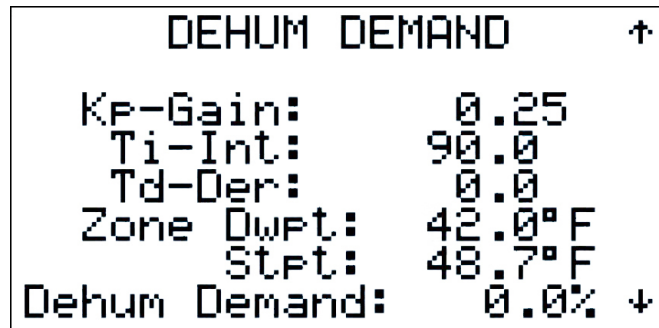 DEHUM DEMAND ↑
Kp-Gain: 0.25
Ti-Int: 90.0
Td-Der: 0.0
Zone Dwpt: 42.0°F
Stpt: 48.7°F
Dehum Demand: 0.0% ↓